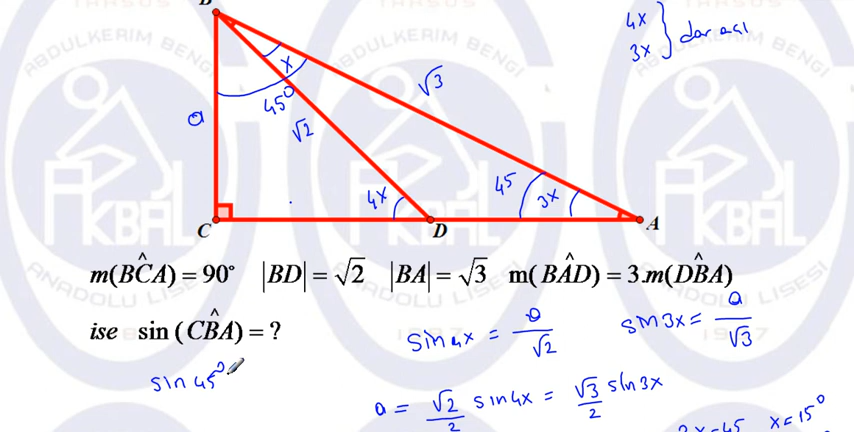 B
4x
3x
dar açı
x
45°
√3
a
√2
45
4x
3x
C
D
A
m(BĈA) = 90° |BD| = √2 |BA| = √3 m(BÂD) = 3.m(DB̂A)
ise sin (CB̂A) = ?
sin 4x = a/√2
sin 3x = a/√3
sin 45°
a = √2/2 sin 4x = √3/2 sin 3x
3x=45 x=15°
ABDULKERİM BENGİ
ANADOLU LİSESİ
AKBAL